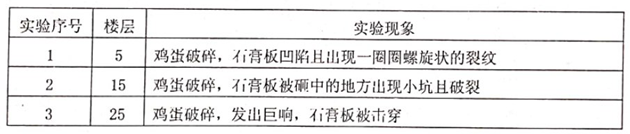 实验序号 楼层 实验现象
1 5 鸡蛋破碎，石膏板凹陷且出现一圈圈螺旋状的裂纹
2 15 鸡蛋破碎，石膏板被砸中的地方出现小坑且破裂
3 25 鸡蛋破碎，发出巨响，石膏板被击穿